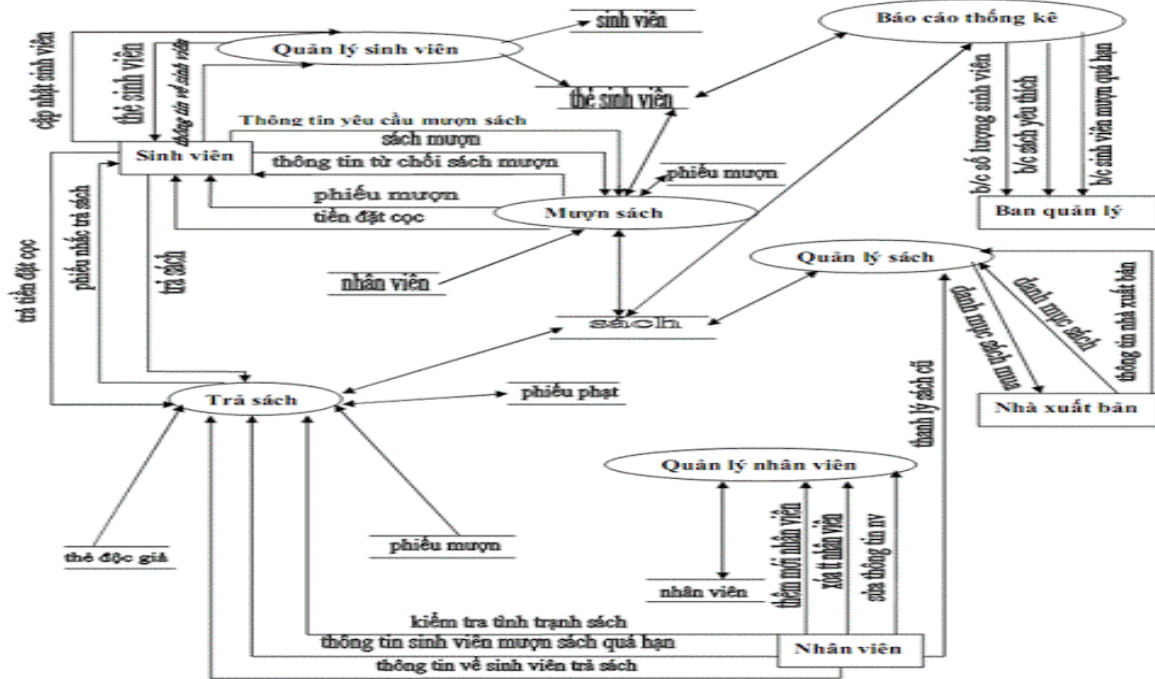 sinh viên
Báo cáo thống kê
Quản lý sinh viên
cập nhật sinh viên
thẻ sinh viên
thông tin về sinh viên
thẻ sinh viên
b/c số lượng sinh viên
b/c sách yêu thích
b/c sinh viên mượn quá hạn
Thông tin yêu cầu mượn sách
sách mượn
Sinh viên
thông tin từ chối sách mượn
phiếu mượn
phiếu mượn
tiền đặt cọc
Mượn sách
Ban quản lý
trả tiền đặt cọc
phiếu nhắc trả sách
trả sách
nhân viên
Quản lý sách
sách
danh mục sách mua
danh mục sách
thông tin nhà xuất bản
Trả sách
phiếu phạt
thanh lý sách cũ
Nhà xuất bản
Quản lý nhân viên
thẻ độc giả
phiếu mượn
nhân viên
thêm mới nhân viên
xóa tt nhân viên
sửa thông tin nv
kiểm tra tình trạnh sách
thông tin sinh viên mượn sách quá hạn
Nhân viên
thông tin về sinh viên trả sách